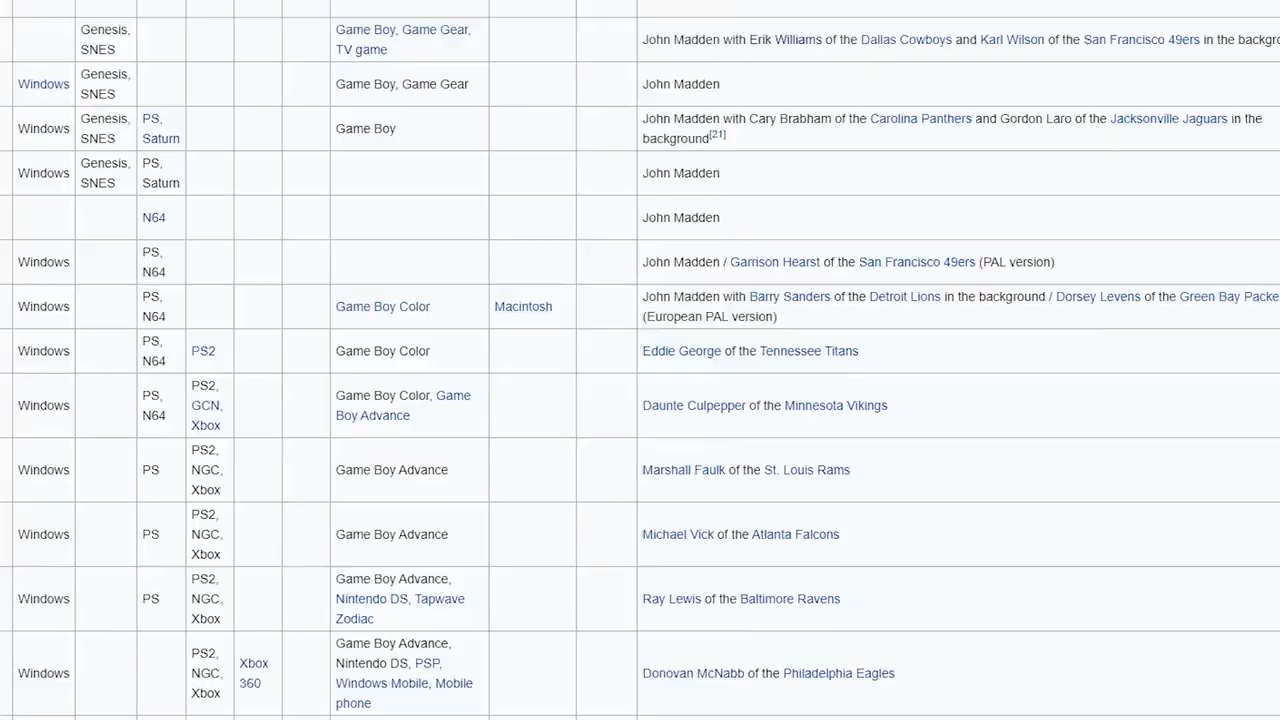 Genesis,
SNES
Game Boy, Game Gear,
TV game
John Madden with Erik Williams of the Dallas Cowboys and Karl Wilson of the San Francisco 49ers in the backgro
Windows
Genesis,
SNES
Game Boy, Game Gear
John Madden
Windows
Genesis,
SNES
PS,
Saturn
Game Boy
John Madden with Cary Brabham of the Carolina Panthers and Gordon Laro of the Jacksonville Jaguars in the
background[21]
Windows
Genesis,
SNES
PS,
Saturn
John Madden
N64
John Madden
Windows
PS,
N64
John Madden / Garrison Hearst of the San Francisco 49ers (PAL version)
Windows
PS,
N64
Game Boy Color
Macintosh
John Madden with Barry Sanders of the Detroit Lions in the background / Dorsey Levens of the Green Bay Packe
(European PAL version)
Windows
PS,
N64
PS2
Game Boy Color
Eddie George of the Tennessee Titans
Windows
PS,
N64
PS2,
GCN,
Xbox
Game Boy Color, Game
Boy Advance
Daunte Culpepper of the Minnesota Vikings
Windows
PS
PS2,
NGC,
Xbox
Game Boy Advance
Marshall Faulk of the St. Louis Rams
Windows
PS
PS2,
NGC,
Xbox
Game Boy Advance
Michael Vick of the Atlanta Falcons
Windows
PS
PS2,
NGC,
Xbox
Game Boy Advance,
Nintendo DS, Tapwave
Zodiac
Ray Lewis of the Baltimore Ravens
Windows
PS2,
NGC,
Xbox
Xbox
360
Game Boy Advance,
Nintendo DS, PSP,
Windows Mobile, Mobile
phone
Donovan McNabb of the Philadelphia Eagles